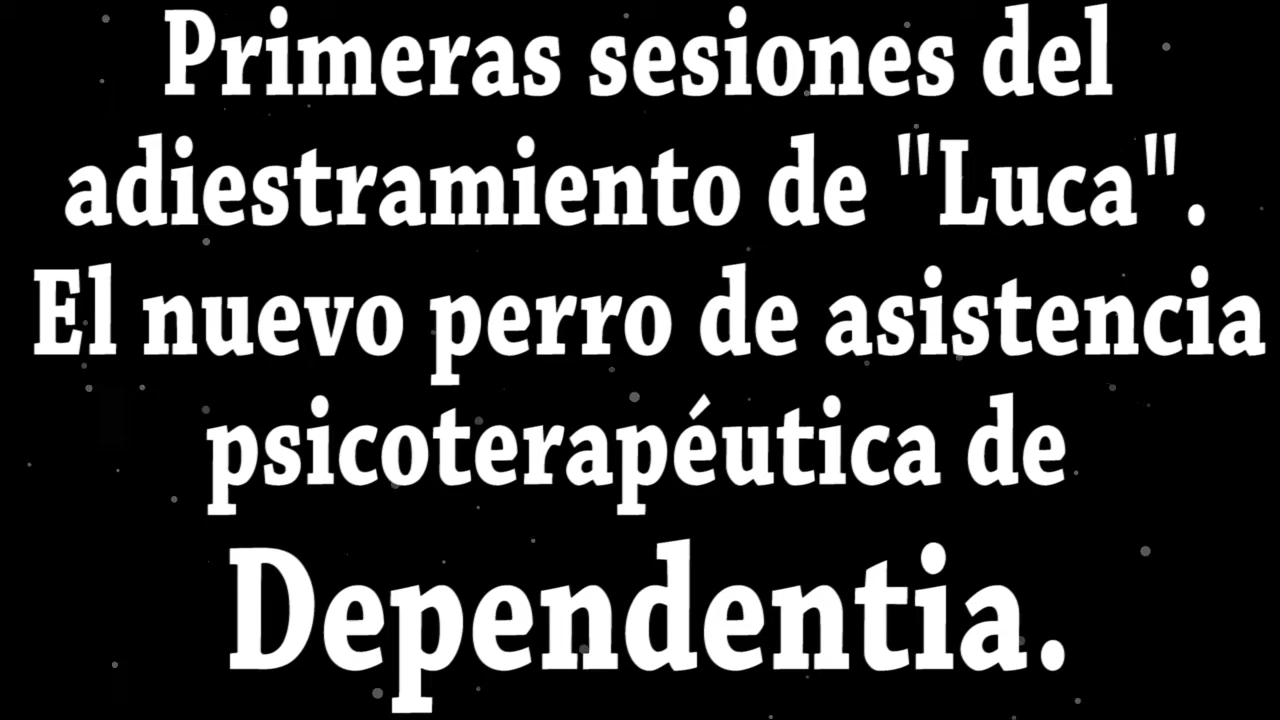 Primeras sesiones del
adiestramiento de "Luca".
El nuevo perro de asistencia
psicoterapéutica de
Dependentia.